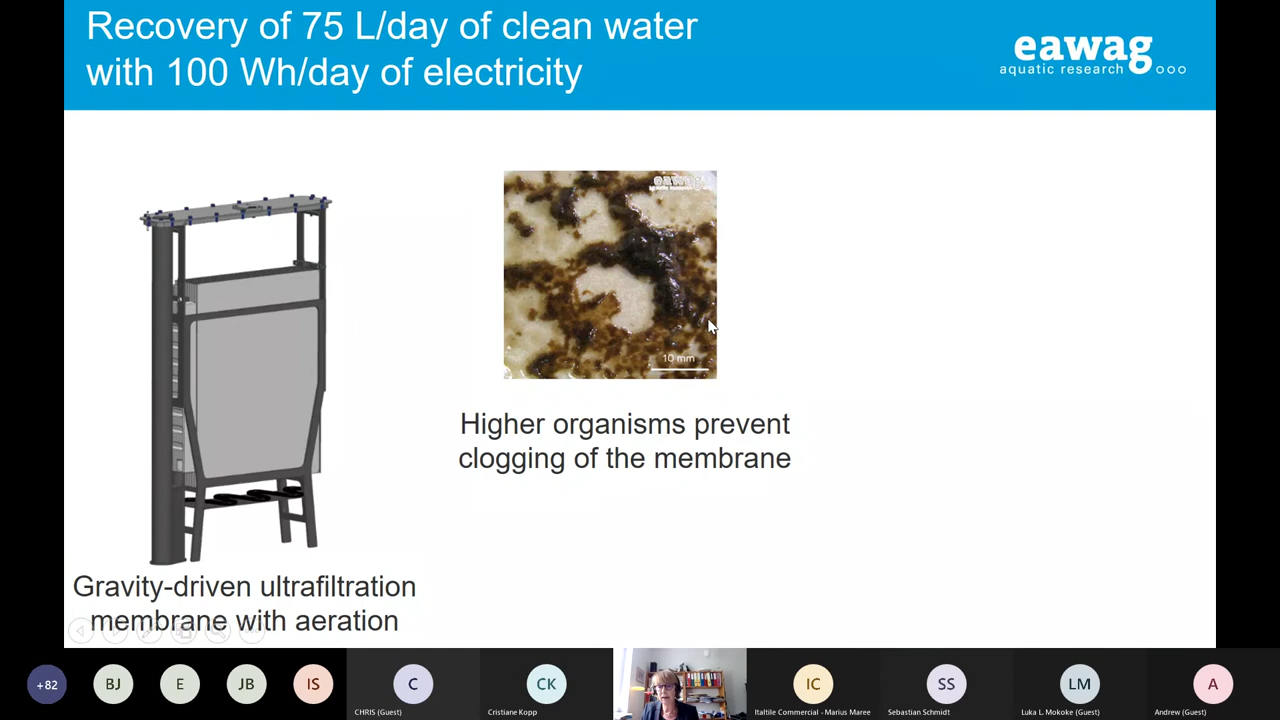 Recovery of 75 L/day of clean water
with 100 Wh/day of electricity
eawag
aquatic research
eawag
10 mm
Higher organisms prevent
clogging of the membrane
Gravity-driven ultrafiltration
membrane with aeration
+82
BJ
E
JB
IS
C
CHRIS (Guest)
CK
Cristiane Kopp
IC
Italtile Commercial - Marius Maree
SS
Sebastian Schmidt
LM
Luka L. Mokoke (Guest)
A
Andrew (Guest)